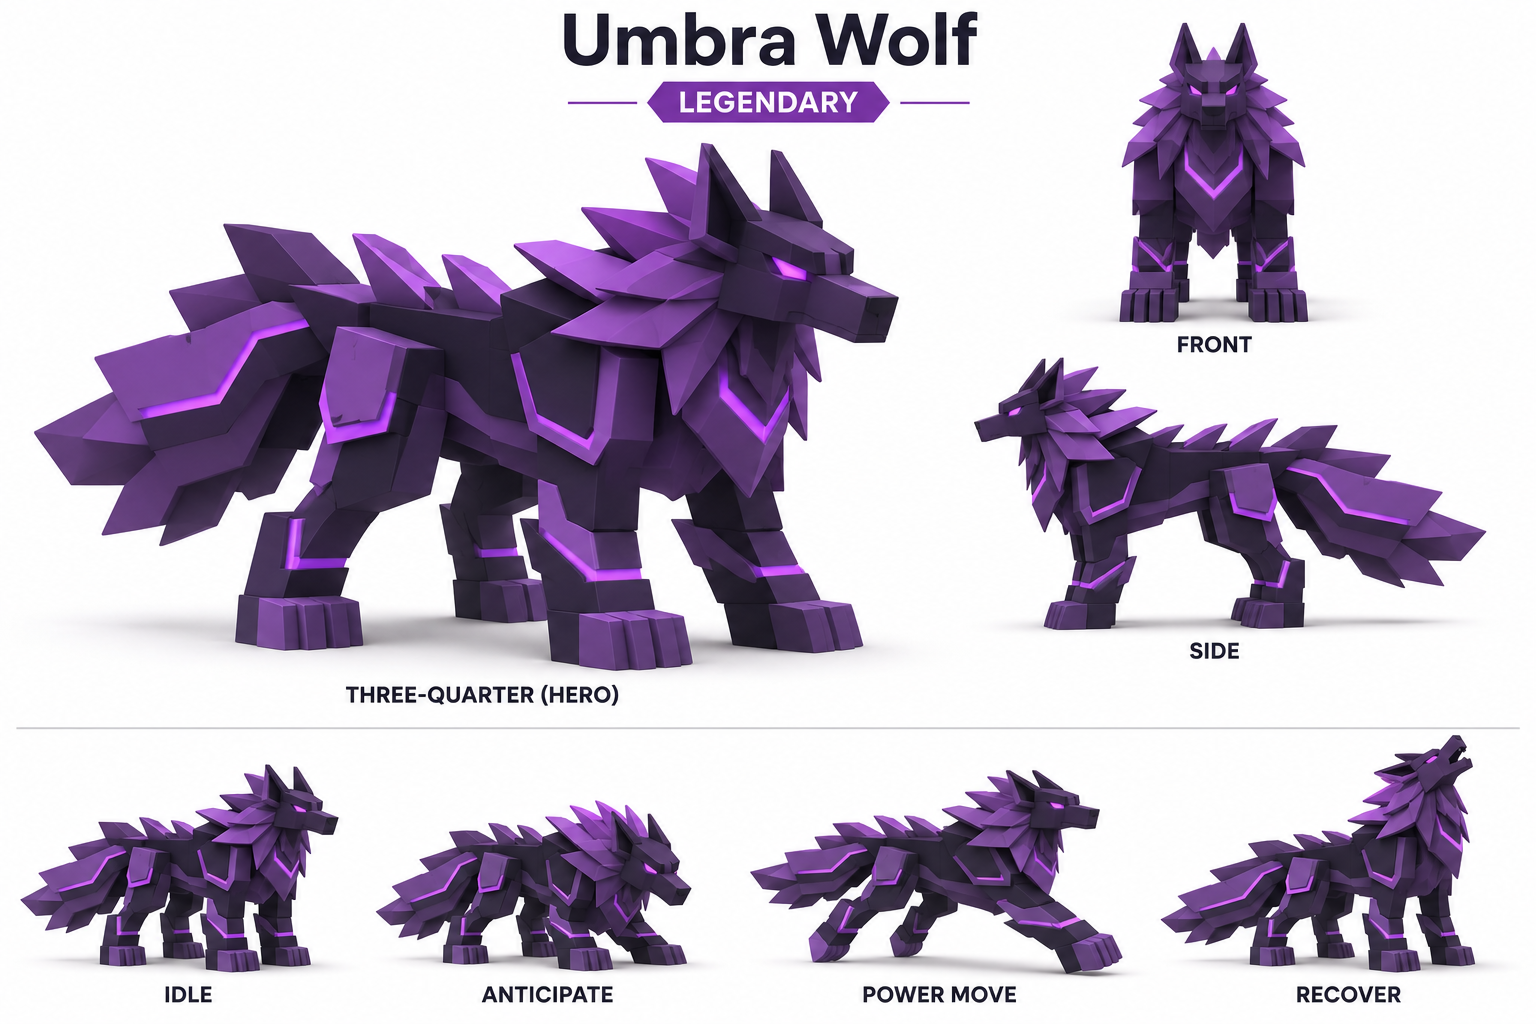 Umbra Wolf
LEGENDARY
FRONT
SIDE
THREE-QUARTER (HERO)
IDLE
ANTICIPATE
POWER MOVE
RECOVER